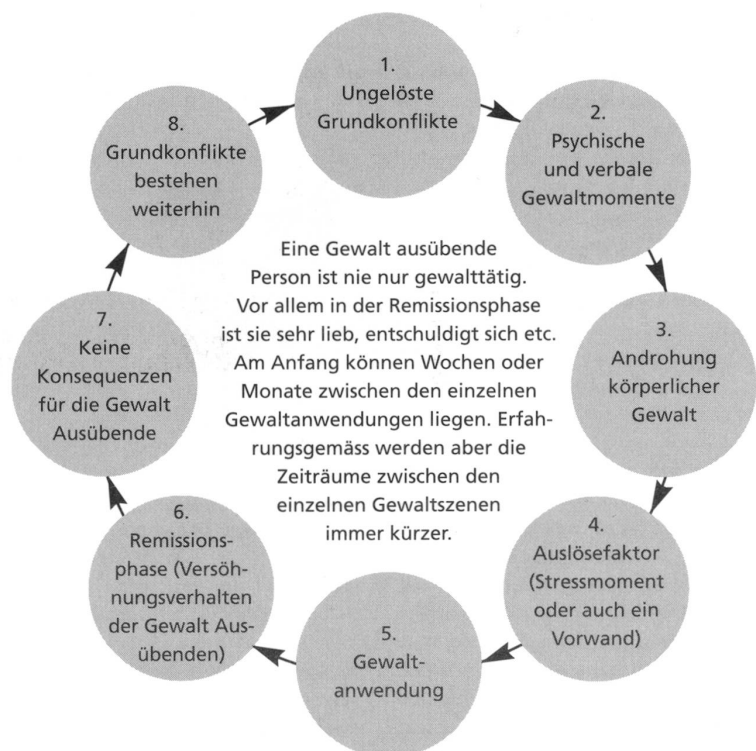 1.
Ungelöste
Grundkonflikte
2.
Psychische
und verbale
Gewaltmomente
3.
Androhung
körperlicher
Gewalt
4.
Auslösefaktor
(Stressmoment
oder auch ein
Vorwand)
5.
Gewalt-
anwendung
6.
Remissions-
phase (Versöh-
nungsverhalten
der Gewalt Aus-
übenden)
7.
Keine
Konsequenzen
für die Gewalt
Ausübende
8.
Grundkonflikte
bestehen
weiterhin
Eine Gewalt ausübende
Person ist nie nur gewalttätig.
Vor allem in der Remissionsphase
ist sie sehr lieb, entschuldigt sich etc.
Am Anfang können Wochen oder
Monate zwischen den einzelnen
Gewaltanwendungen liegen. Erfah-
rungsgemäss werden aber die
Zeiträume zwischen den
einzelnen Gewaltszenen
immer kürzer.